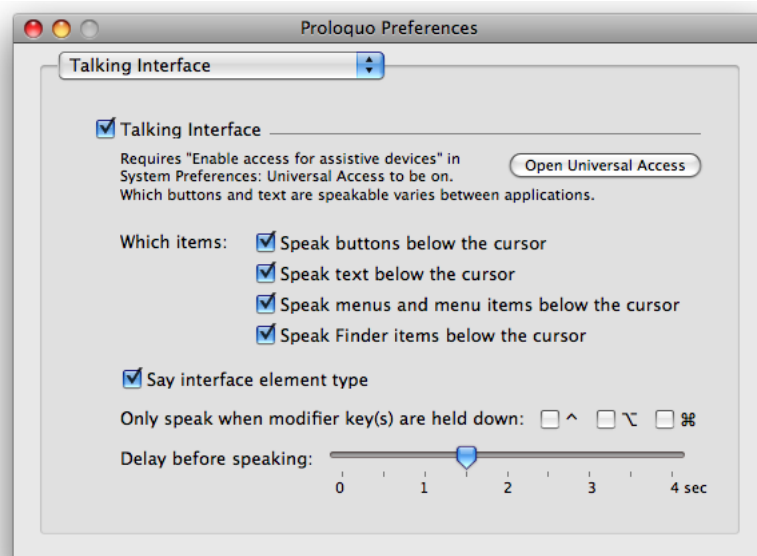 Proloquo Preferences
Talking Interface
Talking Interface
Requires "Enable access for assistive devices" in
System Preferences: Universal Access to be on.
Which buttons and text are speakable varies between applications.
Open Universal Access
Which items:
Speak buttons below the cursor
Speak text below the cursor
Speak menus and menu items below the cursor
Speak Finder items below the cursor
Say interface element type
Only speak when modifier key(s) are held down: ^ ⌥ ⌘
Delay before speaking:
0 1 2 3 4 sec